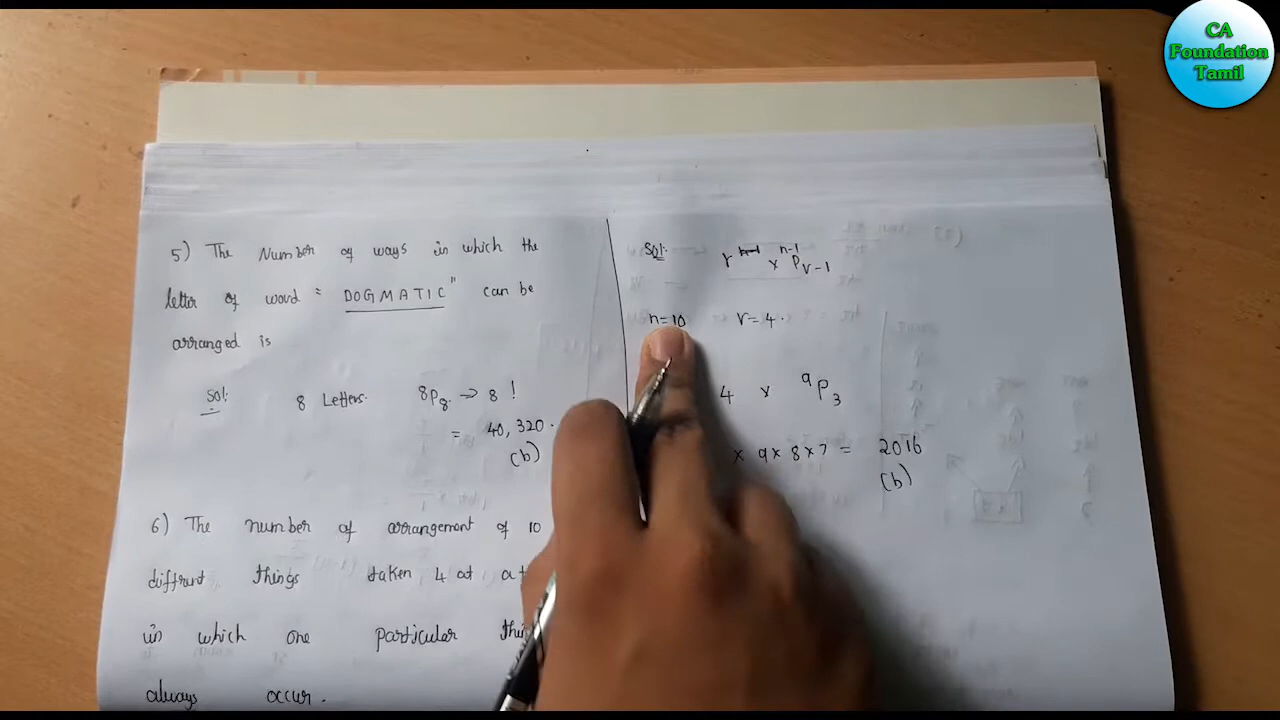 CA
Foundation
Tamil
5) The Number of ways in which the
letter of word "DOGMATIC" can be
arranged is
Sol:
8 Letters. 8P8. → 8!
= 40,320.
(b)
6) The number of arrangement of 10
diffrut things taken 4 at a
in which one particular
always occur.
Sol: r × ⁿ⁻¹Pr-1
n=10 r=4.
4 × ⁹P₃
× 9×8×7 = 2016
(b)